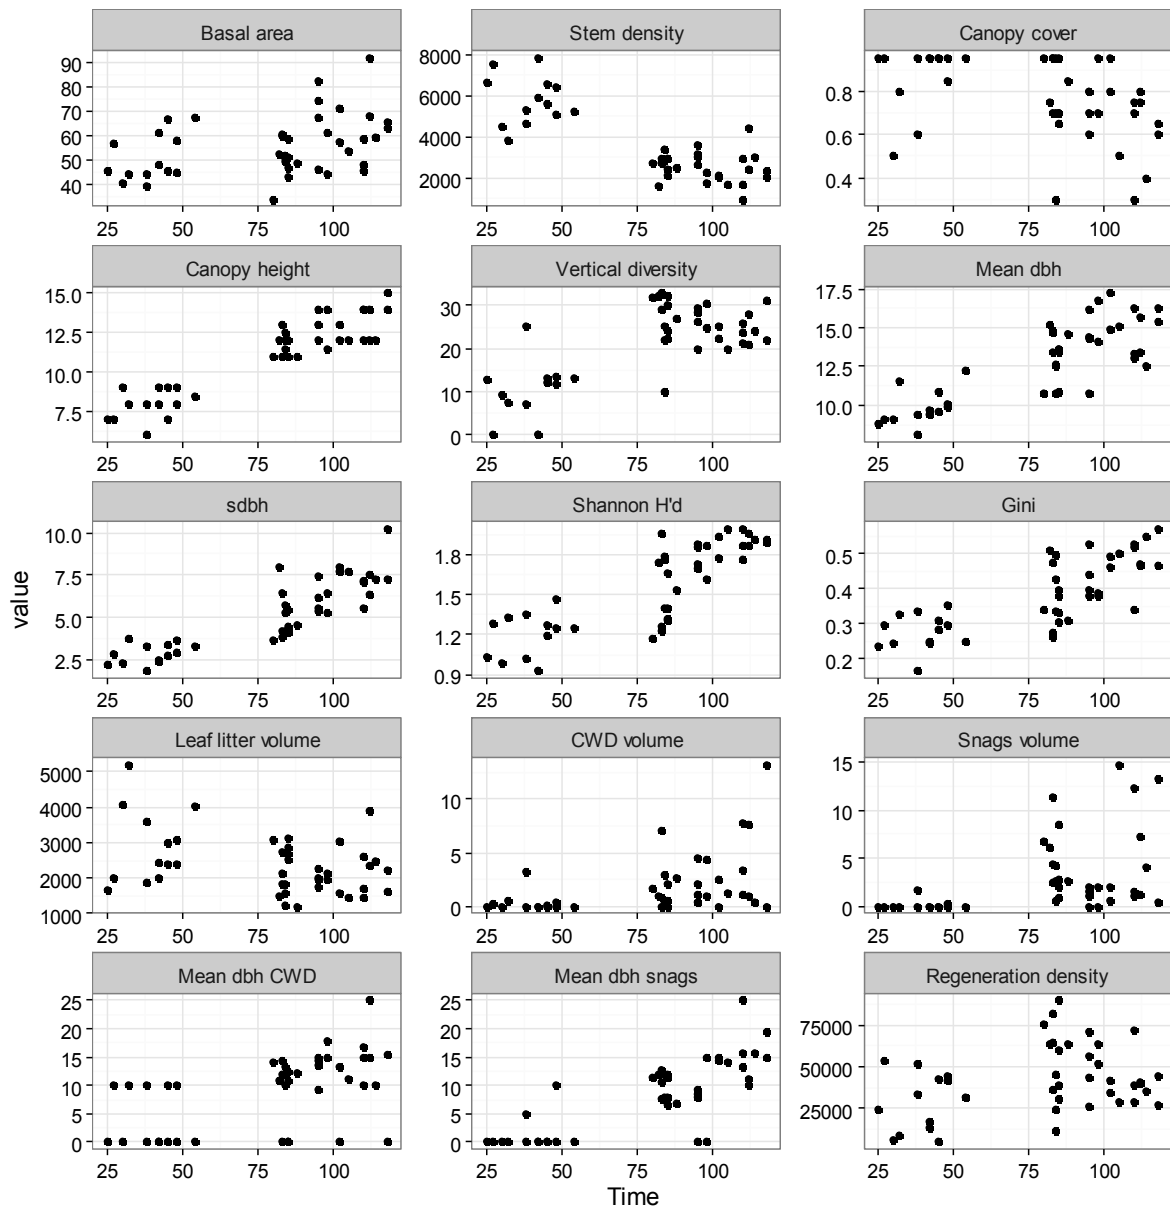 Basal area Stem density Canopy cover
90 80 70 60 50 40 8000 6000 4000 2000 0.8 0.6 0.4
25 50 75 100 25 50 75 100 25 50 75 100
Canopy height Vertical diversity Mean dbh
15.0 12.5 10.0 7.5 30 20 10 0 17.5 15.0 12.5 10.0
25 50 75 100 25 50 75 100 25 50 75 100
sdbh Shannon H'd Gini
10.0 7.5 5.0 2.5 1.8 1.5 1.2 0.9 0.5 0.4 0.3 0.2
25 50 75 100 25 50 75 100 25 50 75 100
value
Leaf litter volume CWD volume Snags volume
5000 4000 3000 2000 1000 10 5 0 15 10 5 0
25 50 75 100 25 50 75 100 25 50 75 100
Mean dbh CWD Mean dbh snags Regeneration density
25 20 15 10 5 0 25 20 15 10 5 0 75000 50000 25000
25 50 75 100 25 50 75 100 25 50 75 100
Time